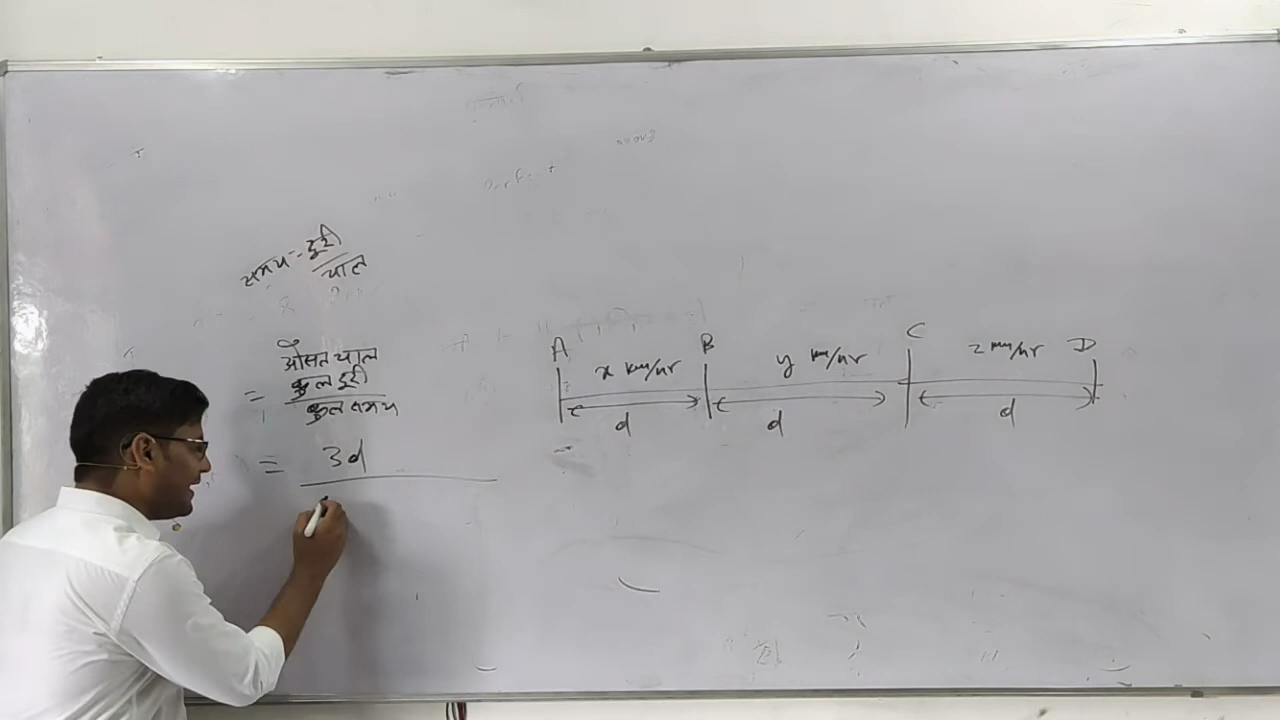 समय = दूरी
चाल
औसत चाल
= कुल दूरी
कुल समय
= 3d
A B C D
x km/hr y km/hr z km/hr
d d d